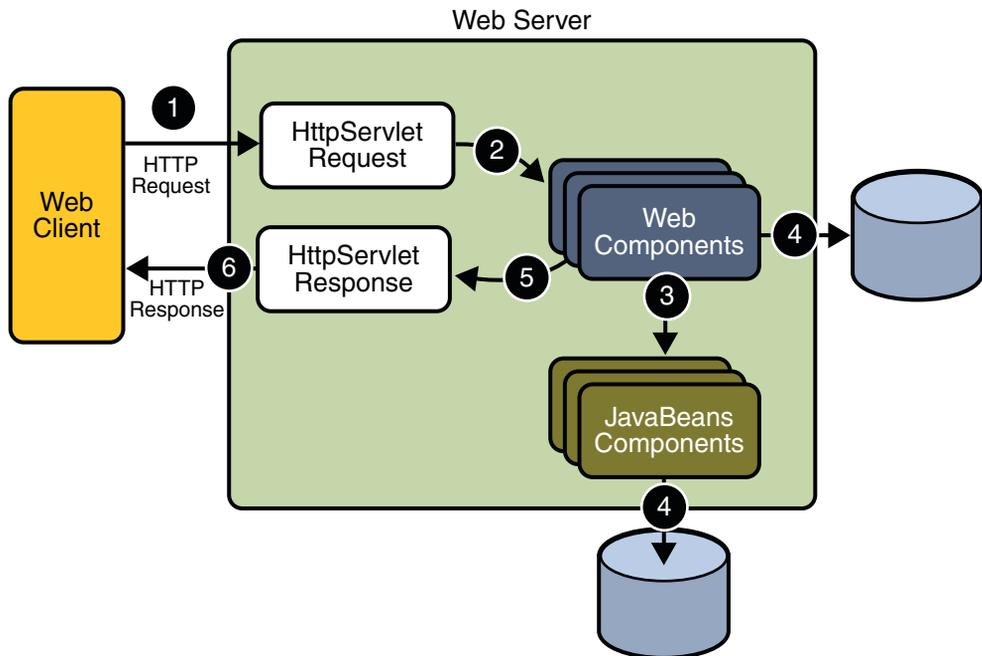 Web Server
1
HTTP
Request
Web
Client
HttpServlet
Request
2
Web
Components
4
HttpServlet
Response
5
6
HTTP
Response
3
JavaBeans
Components
4